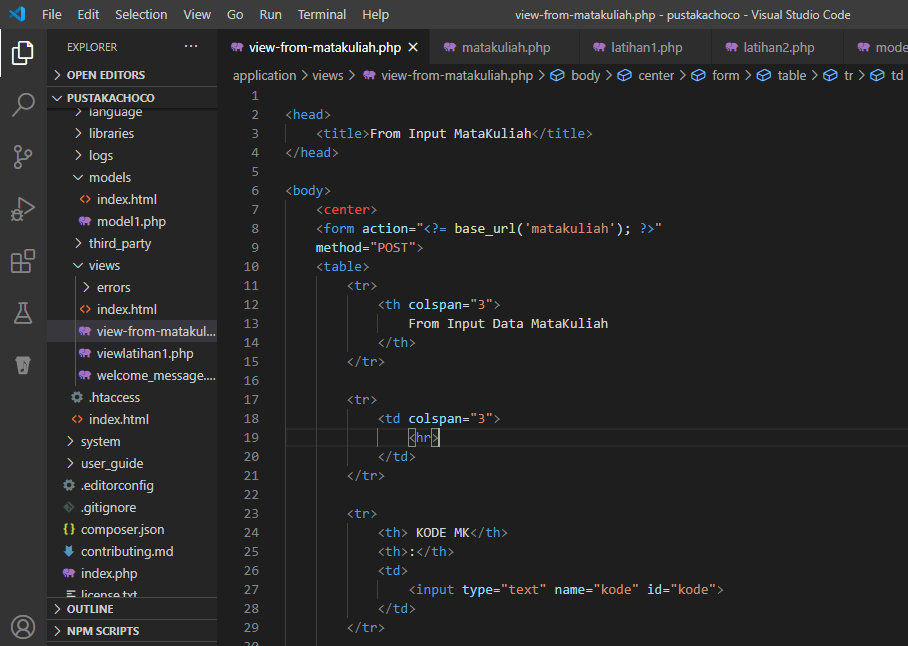 File Edit Selection View Go Run Terminal Help view-from-matakuliah.php - pustakachoco - Visual Studio Code
EXPLORER ...
view-from-matakuliah.php × matakuliah.php latihan1.php latihan2.php mode
OPEN EDITORS
application > views > view-from-matakuliah.php > body > center > form > table > tr > td
PUSTAKACHOCO
language
libraries
logs
models
index.html
model1.php
third_party
views
errors
index.html
view-from-matakul...
viewlatihan1.php
welcome_message....
.htaccess
index.html
system
user_guide
.editorconfig
.gitignore
composer.json
contributing.md
index.php
license.txt
OUTLINE
NPM SCRIPTS
1
2 <head>
3 <title>From Input MataKuliah</title>
4 </head>
5
6 <body>
7 <center>
8 <form action="<?= base_url('matakuliah'); ?>"
9 method="POST">
10 <table>
11 <tr>
12 <th colspan="3">
13 From Input Data MataKuliah
14 </th>
15 </tr>
16
17 <tr>
18 <td colspan="3">
19 <hr>
20 </td>
21 </tr>
22
23 <tr>
24 <th> KODE MK</th>
25 <th>:</th>
26 <td>
27 <input type="text" name="kode" id="kode">
28 </td>
29 </tr>
30